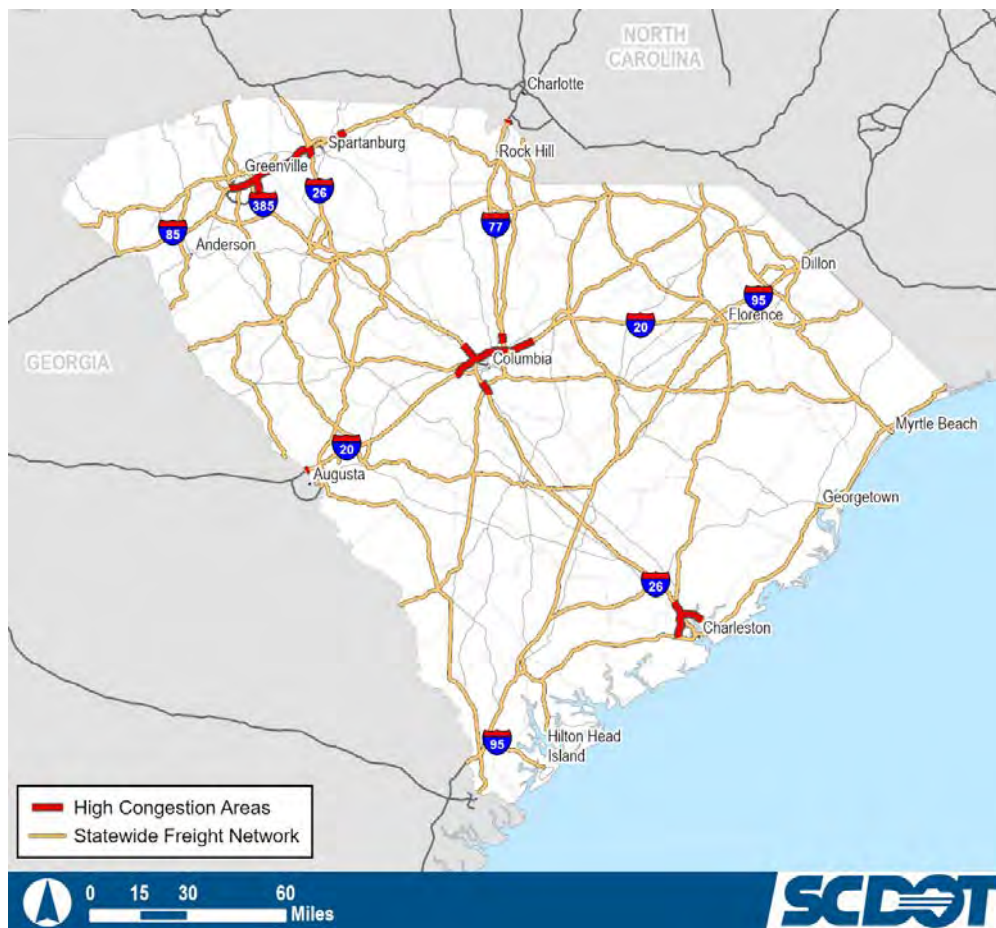 NORTH
CAROLINA
Charlotte
Spartanburg
Rock Hill
Greenville
26
385
77
85
Anderson
Dillon
95
Florence
20
GEORGIA
Columbia
Myrtle Beach
20
Augusta
Georgetown
26
Charleston
Hilton Head
Island
95
High Congestion Areas
Statewide Freight Network
0 15 30 60
Miles
SCDOT